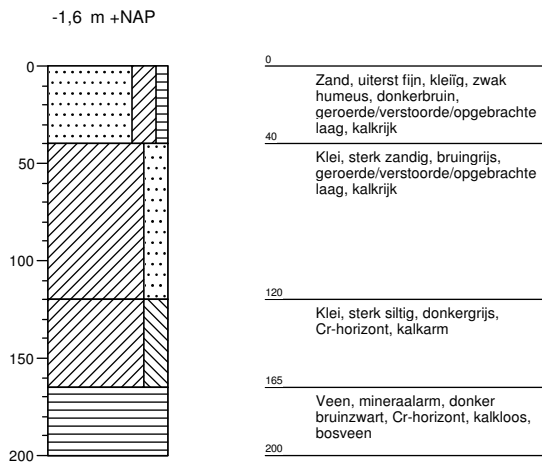 -1,6 m +NAP
0
50
100
150
200
0
Zand, uiterst fijn, kleiïg, zwak
humeus, donkerbruin,
geroerde/verstoorde/opgebrachte
laag, kalkrijk
40
Klei, sterk zandig, bruingrijs,
geroerde/verstoorde/opgebrachte
laag, kalkrijk
120
Klei, sterk siltig, donkergrijs,
Cr-horizont, kalkarm
165
Veen, mineraalarm, donker
bruinzwart, Cr-horizont, kalkloos,
bosveen
200